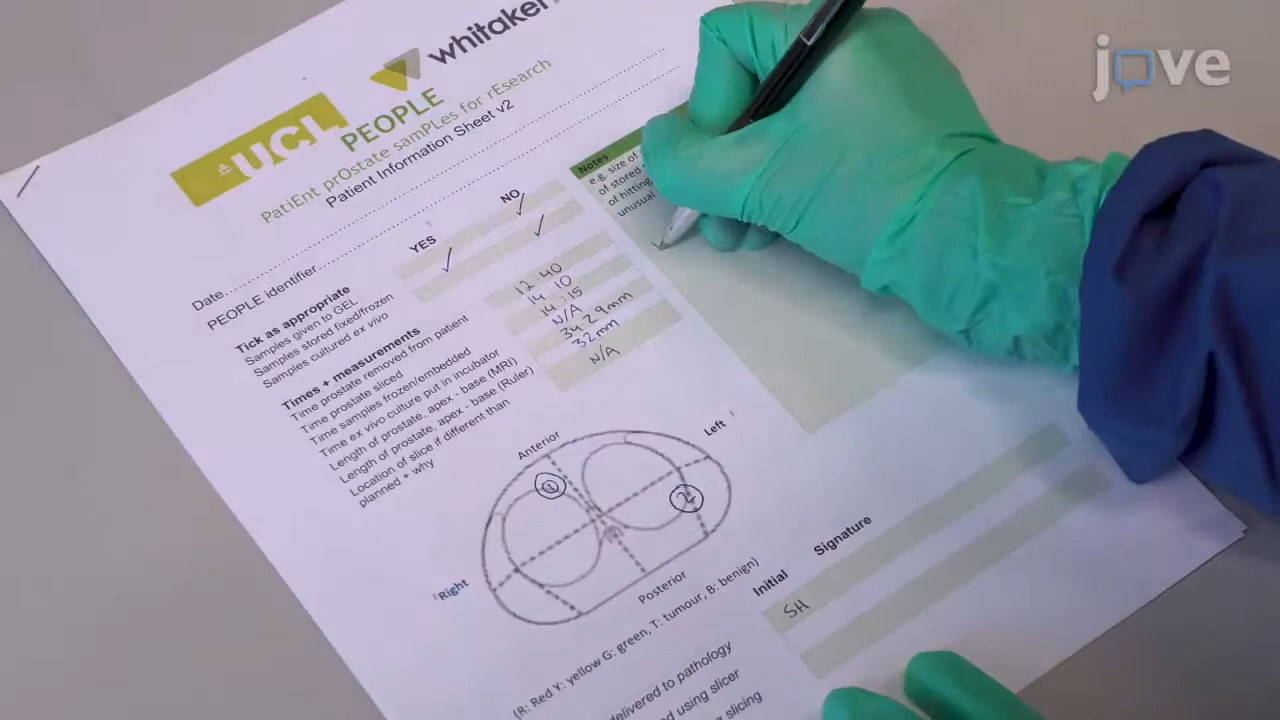 jove
whitaker
UCL
PEOPLE
PatiEnt prOstate samPLes for rEsearch
Patient Information Sheet v2
Date
PEOPLE identifier
YES
NO
Tick as appropriate
Samples given to GEL
Samples stored fixed/frozen
Samples cultured ex vivo
Times + measurements
Time prostate removed from patient 12:40
Time prostate sliced 14:10
Time samples frozen/embedded 14:15
Time ex vivo culture put in incubator N/A
Length of prostate, apex - base (MRI) 34.29mm
Length of prostate, apex - base (Ruler) 32mm
Location of slice if different than
planned + why
N/A
Notes
e.g. size of
of stored
of hitting
unusual
Anterior
Left
Right
Posterior
(R: Red Y: yellow G: green, T: tumour, B: benign)
Initial
Signature
SH
delivered to pathology
using slicer
slicing